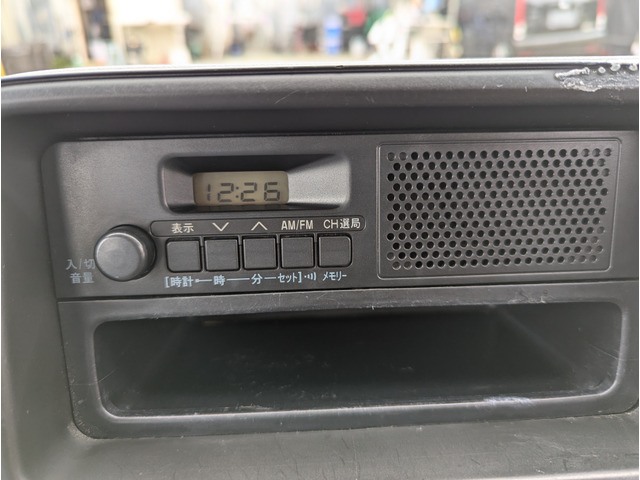 12:26
表示 ∨ ∧ AM/FM CH選局
入/切
音量
[時計 時 分 セット] メモリー